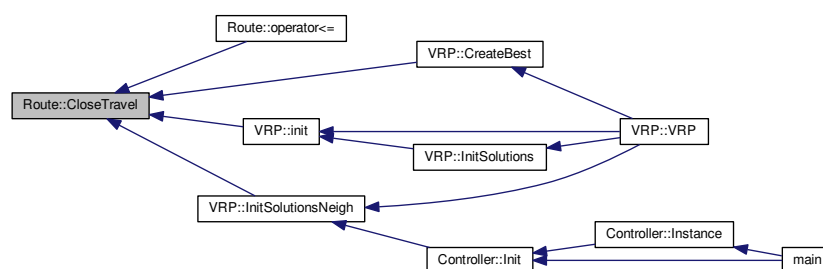 Route::operator<=
VRP::CreateBest
Route::CloseTravel
VRP::init
VRP::VRP
VRP::InitSolutions
VRP::InitSolutionsNeigh
Controller::Instance
Controller::Init
main